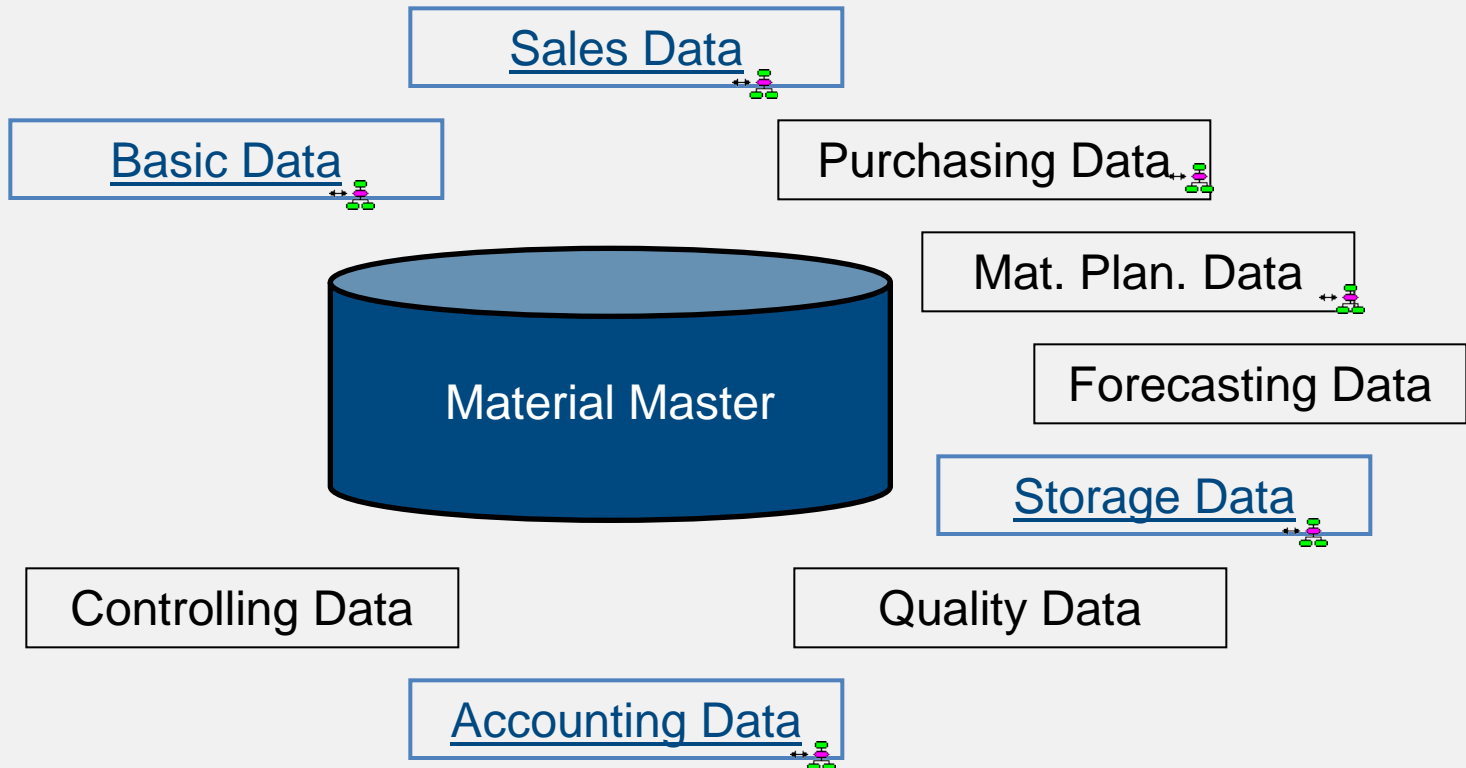 Sales Data
Basic Data
Purchasing Data
Mat. Plan. Data
Material Master
Forecasting Data
Storage Data
Controlling Data
Quality Data
Accounting Data